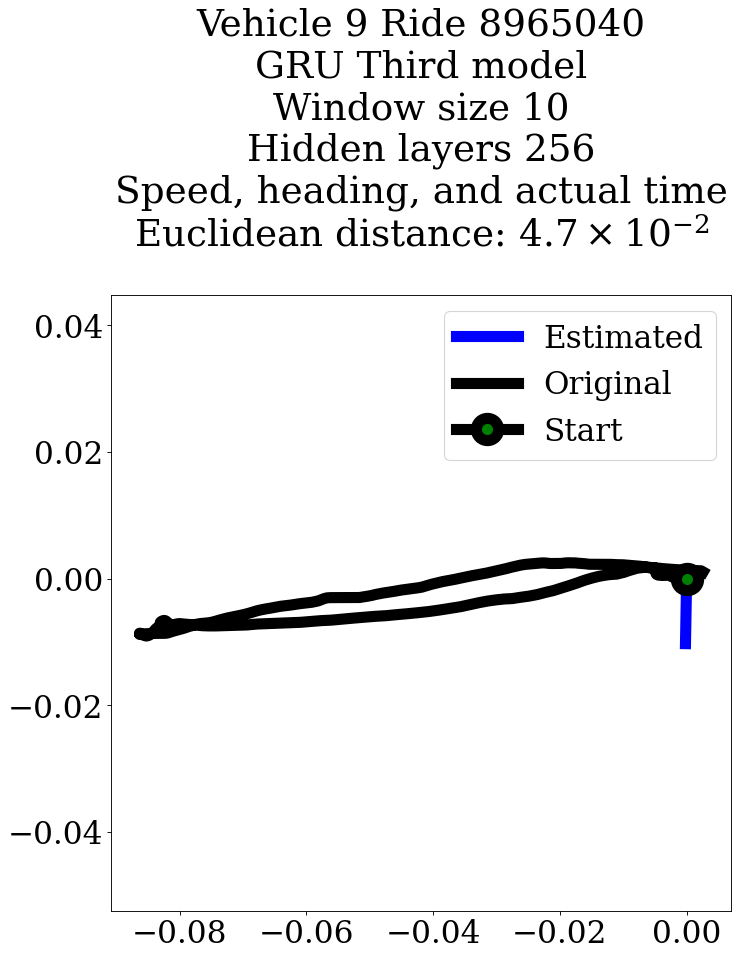 Vehicle 9 Ride 8965040
GRU Third model
Window size 10
Hidden layers 256
Speed, heading, and actual time
Euclidean distance: 4.7 × 10⁻²
Estimated
Original
Start
0.04
0.02
0.00
−0.02
−0.04
−0.08
−0.06
−0.04
−0.02
0.00